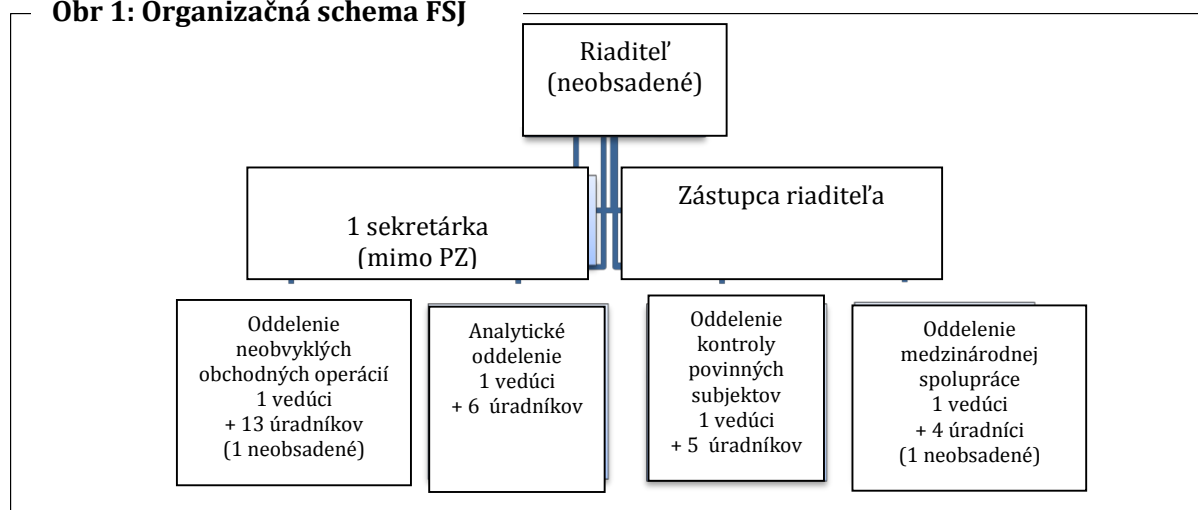 Obr 1: Organizačná schema FSJ
Riaditeľ
(neobsadené)
1 sekretárka
(mimo PZ)
Zástupca riaditeľa
Oddelenie
neobvyklých
obchodných operácií
1 vedúci
+ 13 úradníkov
(1 neobsadené)
Analytické
oddelenie
1 vedúci
+ 6 úradníkov
Oddelenie
kontroly
povinných
subjektov
1 vedúci
+ 5 úradníkov
Oddelenie
medzinárodnej
spolupráce
1 vedúci
+ 4 úradníci
(1 neobsadené)